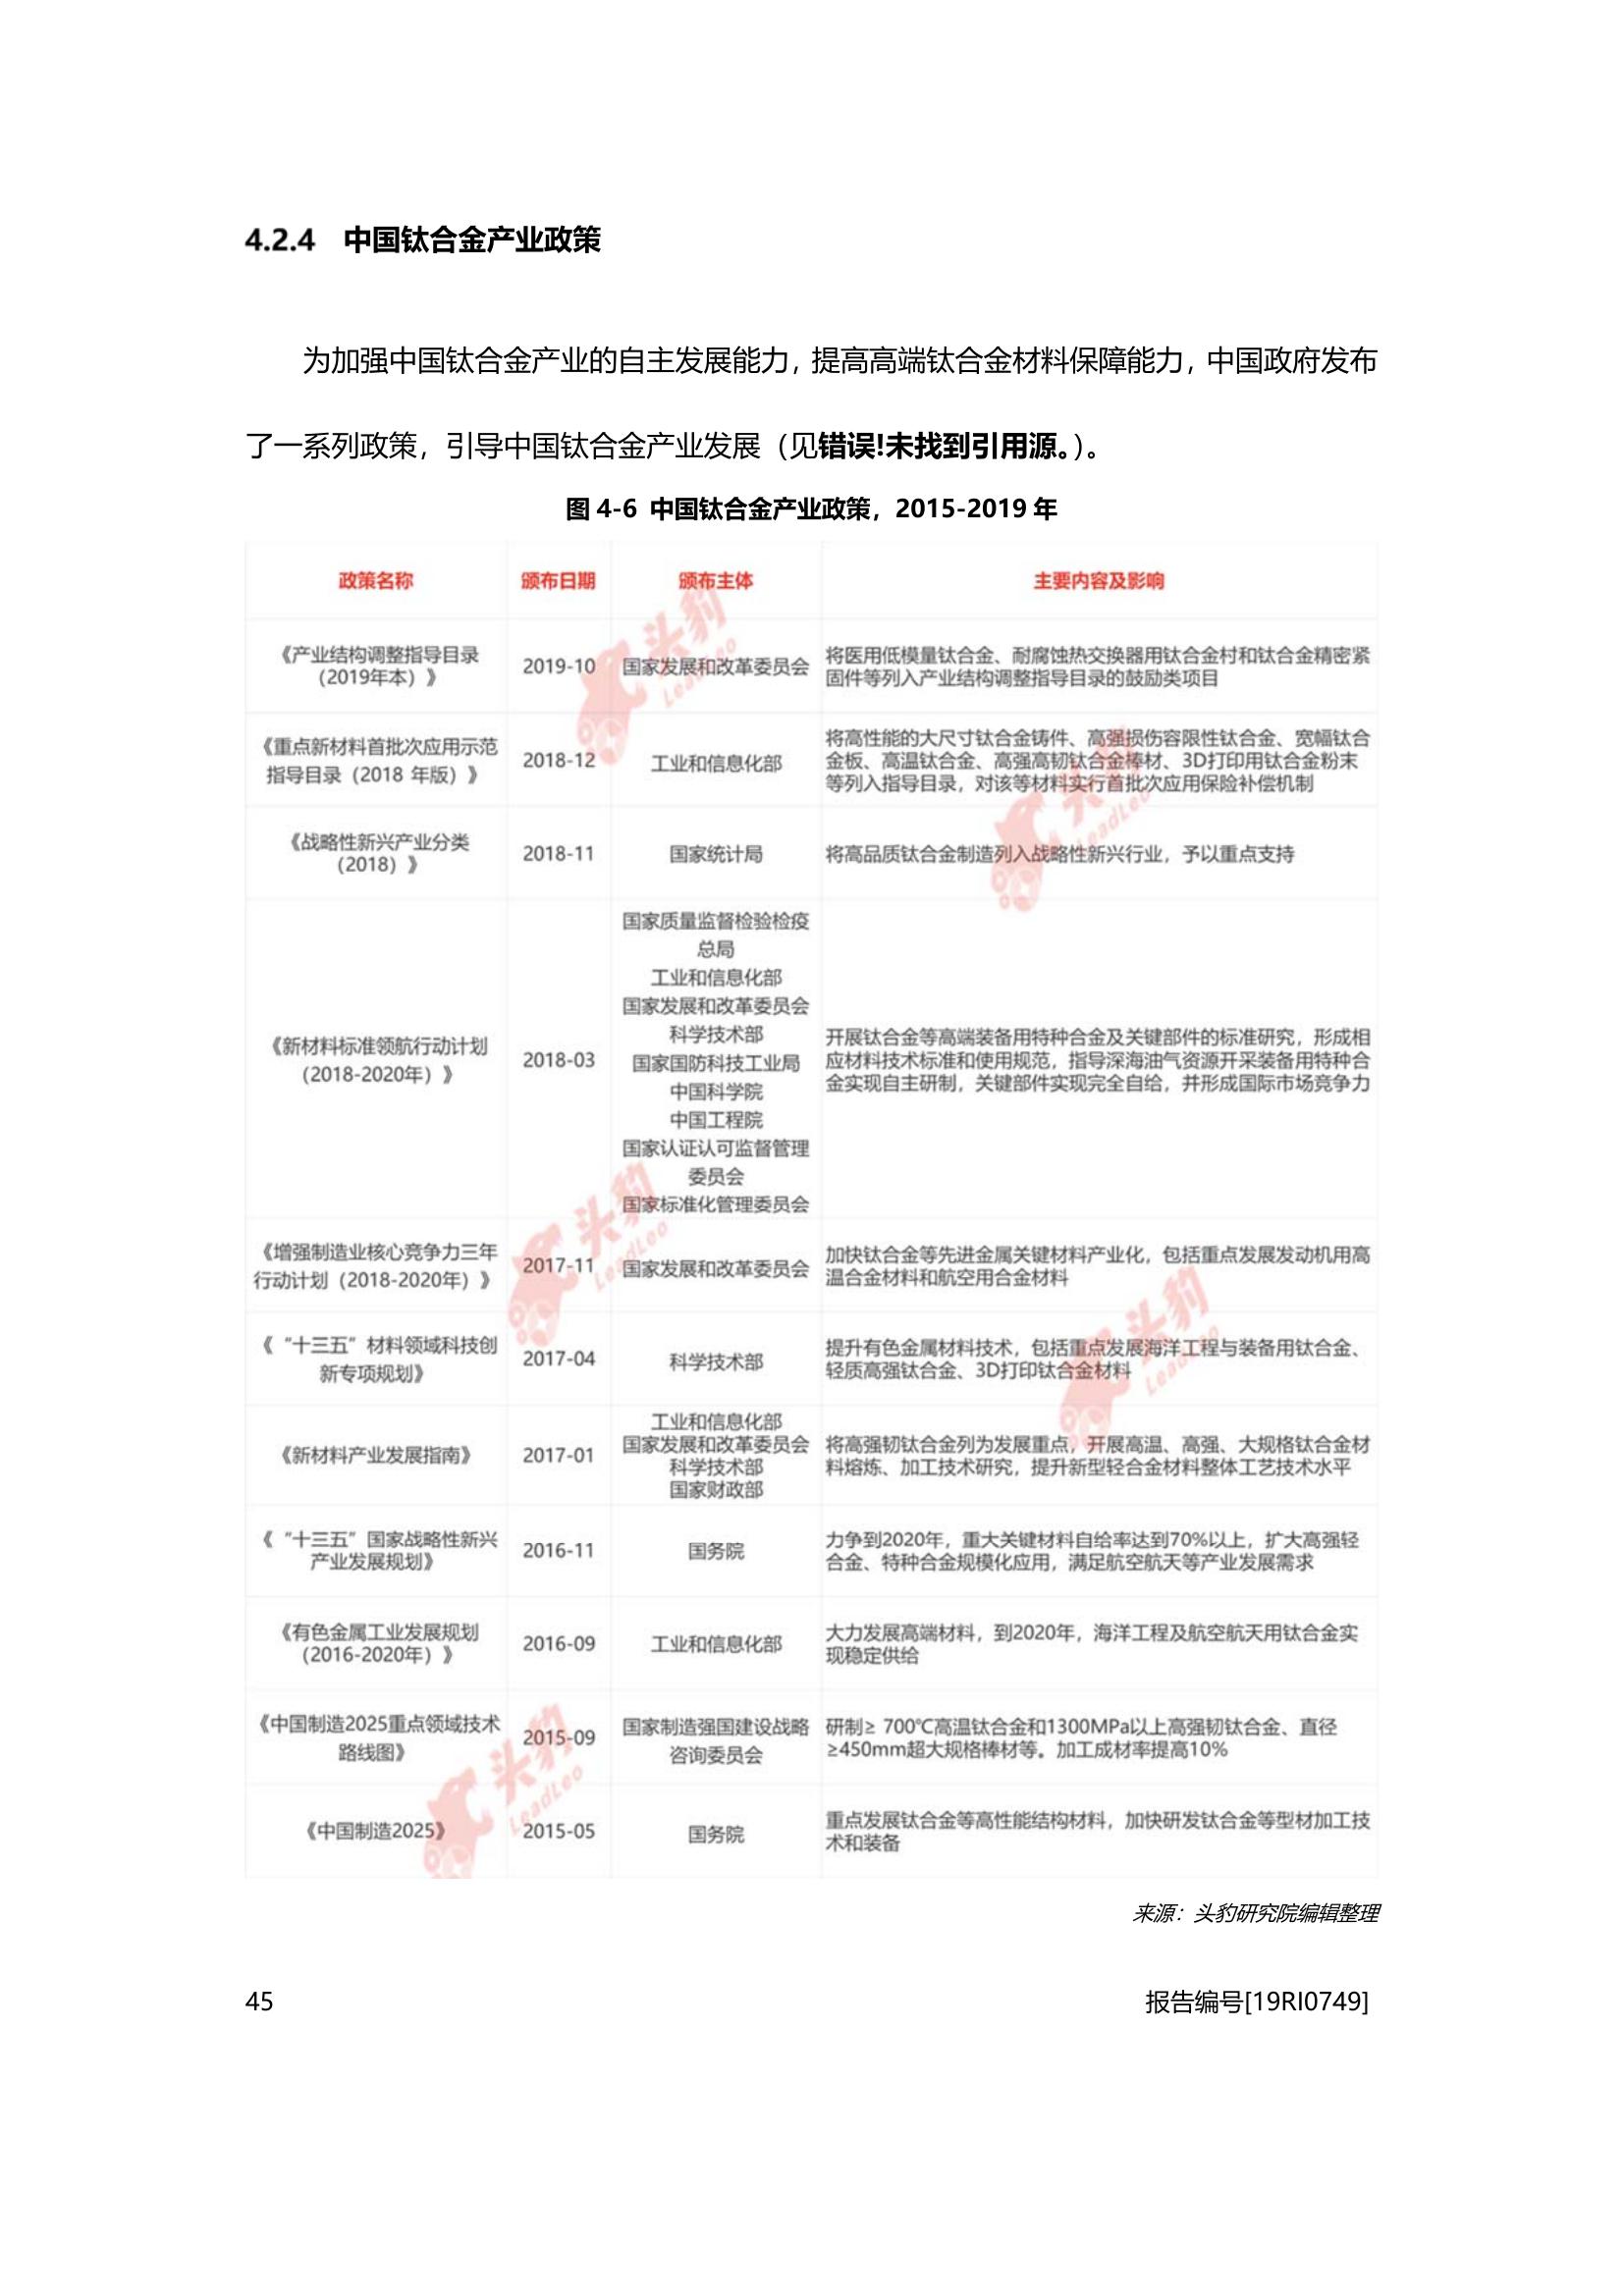 4.2.4 中国钛合金产业政策
为加强中国钛合金产业的自主发展能力，提高高端钛合金材料保障能力，中国政府发布
了一系列政策，引导中国钛合金产业发展（见错误!未找到引用源。）。
图 4-6 中国钛合金产业政策，2015-2019 年
政策名称 颁布日期 颁布主体 主要内容及影响
《产业结构调整指导目录
（2019年本）》
2019-10
国家发展和改革委员会
将医用低模量钛合金、耐腐蚀热交换器用钛合金村和钛合金精密紧
固件等列入产业结构调整指导目录的鼓励类项目
《重点新材料首批次应用示范
指导目录（2018 年版）》
2018-12
工业和信息化部
将高性能的大尺寸钛合金铸件、高强损伤容限性钛合金、宽幅钛合
金板、高温钛合金、高强高韧钛合金棒材、3D打印用钛合金粉末
等列入指导目录，对该等材料实行首批次应用保险补偿机制
《战略性新兴产业分类
（2018）》
2018-11
国家统计局
将高品质钛合金制造列入战略性新兴行业，予以重点支持
《新材料标准领航行动计划
（2018-2020年）》
2018-03
国家质量监督检验检疫
总局
工业和信息化部
国家发展和改革委员会
科学技术部
国家国防科技工业局
中国科学院
中国工程院
国家认证认可监督管理
委员会
国家标准化管理委员会
开展钛合金等高端装备用特种合金及关键部件的标准研究，形成相
应材料技术标准和使用规范，指导深海油气资源开采装备用特种合
金实现自主研制，关键部件实现完全自给，并形成国际市场竞争力
《增强制造业核心竞争力三年
行动计划（2018-2020年）》
2017-11
国家发展和改革委员会
加快钛合金等先进金属关键材料产业化，包括重点发展发动机用高
温合金材料和航空用合金材料
《“十三五”材料领域科技创
新专项规划》
2017-04
科学技术部
提升有色金属材料技术，包括重点发展海洋工程与装备用钛合金、
轻质高强钛合金、3D打印钛合金材料
《新材料产业发展指南》
2017-01
工业和信息化部
国家发展和改革委员会
科学技术部
国家财政部
将高强韧钛合金列为发展重点，开展高温、高强、大规格钛合金材
料熔炼、加工技术研究，提升新型轻合金材料整体工艺技术水平
《“十三五”国家战略性新兴
产业发展规划》
2016-11
国务院
力争到2020年，重大关键材料自给率达到70%以上，扩大高强轻
合金、特种合金规模化应用，满足航空航天等产业发展需求
《有色金属工业发展规划
（2016-2020年）》
2016-09
工业和信息化部
大力发展高端材料，到2020年，海洋工程及航空航天用钛合金实
现稳定供给
《中国制造2025重点领域技术
路线图》
2015-09
国家制造强国建设战略
咨询委员会
研制≥ 700℃高温钛合金和1300MPa以上高强韧钛合金、直径
≥450mm超大规格棒材等。加工成材率提高10%
《中国制造2025》
2015-05
国务院
重点发展钛合金等高性能结构材料，加快研发钛合金等型材加工技
术和装备
头豹
LeadLeo
头豹
LeadLeo
头豹
LeadLeo
头豹
LeadLeo
头豹
LeadLeo
来源：头豹研究院编辑整理
45 报告编号[19RI0749]